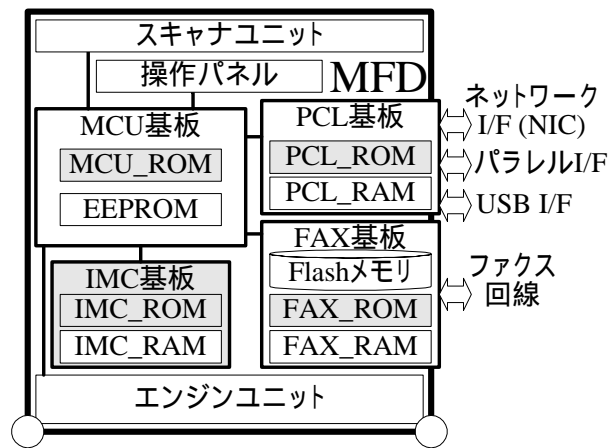 スキャナユニット
操作パネル
MFD
MCU基板
MCU_ROM
EEPROM
PCL基板
PCL_ROM
PCL_RAM
ネットワーク
I/F (NIC)
パラレルI/F
USB I/F
IMC基板
IMC_ROM
IMC_RAM
FAX基板
Flashメモリ
FAX_ROM
FAX_RAM
ファクス
回線
エンジンユニット